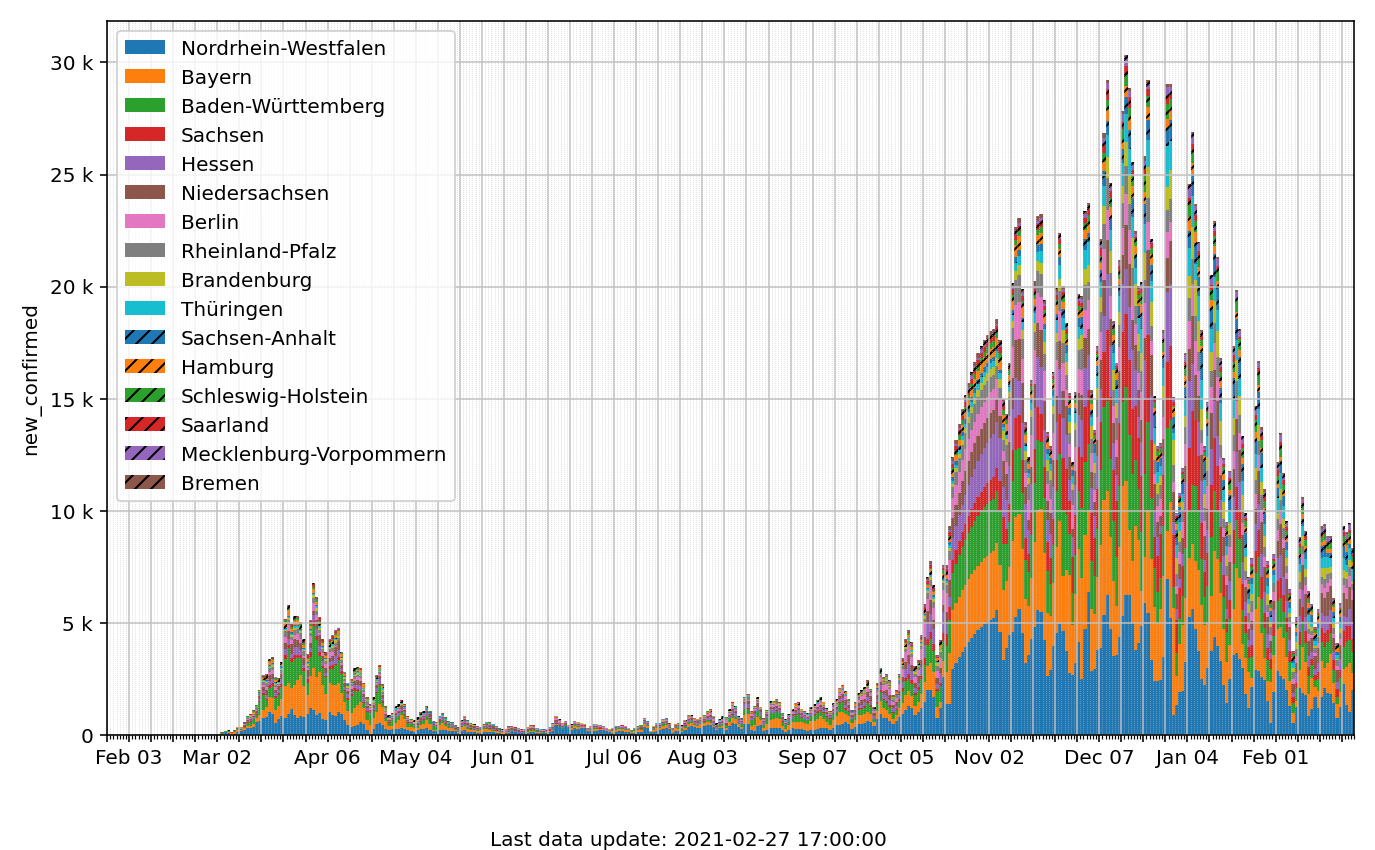 30 k
25 k
20 k
15 k
10 k
5 k
0
new_confirmed
Nordrhein-Westfalen
Bayern
Baden-Württemberg
Sachsen
Hessen
Niedersachsen
Berlin
Rheinland-Pfalz
Brandenburg
Thüringen
Sachsen-Anhalt
Hamburg
Schleswig-Holstein
Saarland
Mecklenburg-Vorpommern
Bremen
Feb 03 Mar 02 Apr 06 May 04 Jun 01 Jul 06 Aug 03 Sep 07 Oct 05 Nov 02 Dec 07 Jan 04 Feb 01
Last data update: 2021-02-27 17:00:00